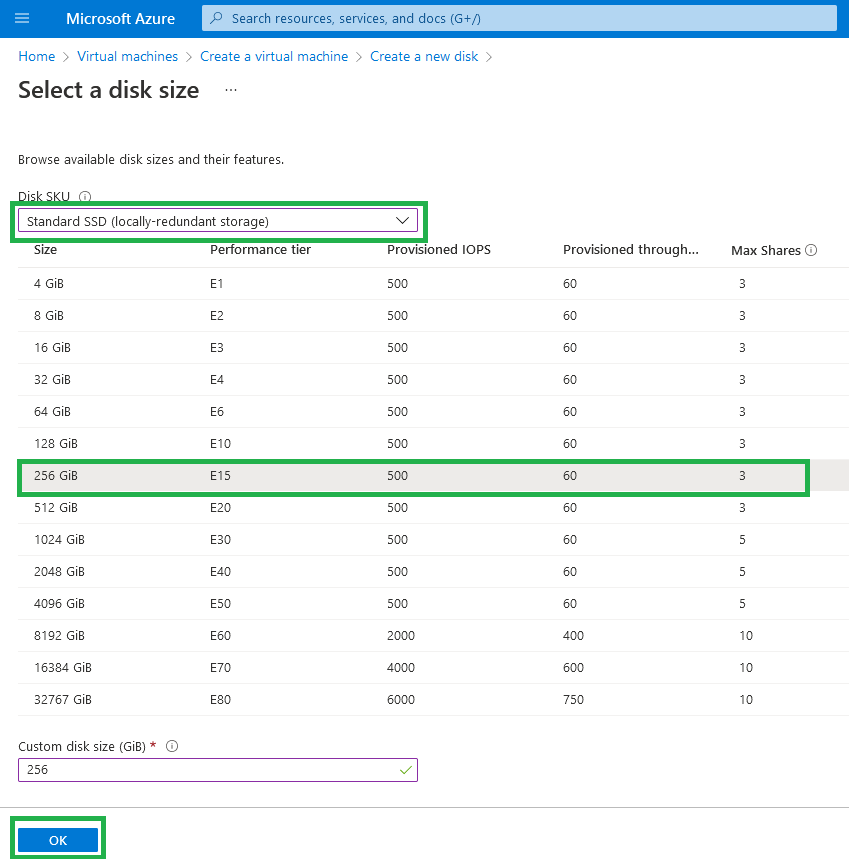 Microsoft Azure
Search resources, services, and docs (G+/)
Home > Virtual machines > Create a virtual machine > Create a new disk >
Select a disk size ...
Browse available disk sizes and their features.
Disk SKU
Standard SSD (locally-redundant storage)
Size Performance tier Provisioned IOPS Provisioned through... Max Shares
4 GiB E1 500 60 3
8 GiB E2 500 60 3
16 GiB E3 500 60 3
32 GiB E4 500 60 3
64 GiB E6 500 60 3
128 GiB E10 500 60 3
256 GiB E15 500 60 3
512 GiB E20 500 60 3
1024 GiB E30 500 60 5
2048 GiB E40 500 60 5
4096 GiB E50 500 60 5
8192 GiB E60 2000 400 10
16384 GiB E70 4000 600 10
32767 GiB E80 6000 750 10
Custom disk size (GiB) *
256
OK